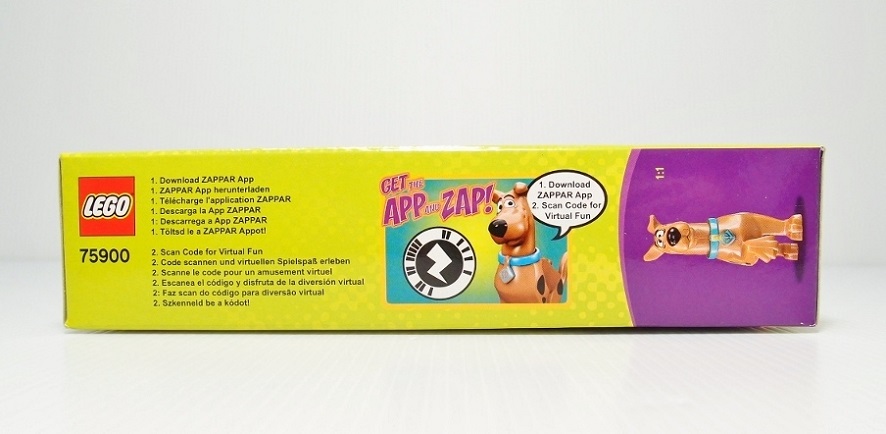 LEGO
75900
1. Download ZAPPAR App
1. ZAPPAR App herunterladen
1. Télécharge l'application ZAPPAR
1. Descarga la App ZAPPAR
1: Descarrega a App ZAPPAR
1. Töltsd le a ZAPPAR Appot!
2. Scan Code for Virtual Fun
2. Code scannen und virtuellen Spielspaß erleben
2. Scanne le code pour un amusement virtuel
2. Escanea el código y disfruta de la diversión virtual
2: Faz scan do código para diversão virtual
2. Szkenneld be a kódot!
GET THE
APP AND ZAP!
1. Download
ZAPPAR App
2. Scan Code for
Virtual Fun
1:1